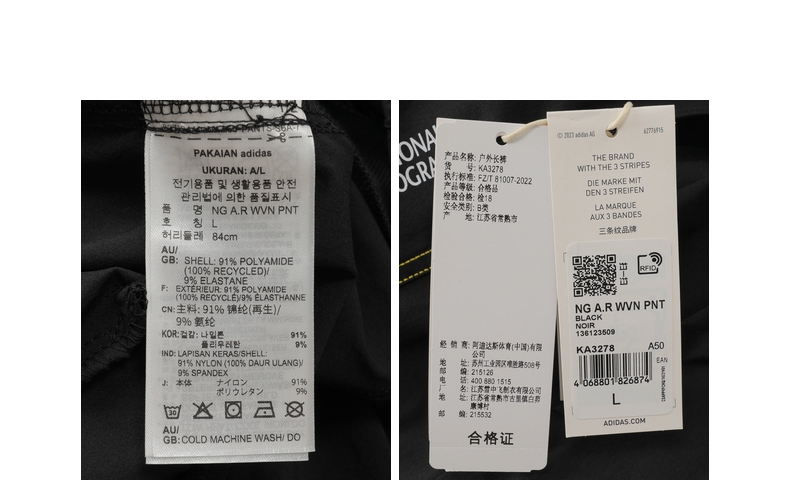 PAKAIAN adidas
UKURAN: A/L
전기용품 및 생활용품 안전
관리법에 의한 품질표시
품 명 NG A.R WVN PNT
호 칭 L
허리둘레 84cm
AU/
GB: SHELL: 91% POLYAMIDE
(100% RECYCLED)/
9% ELASTANE
F: EXTÉRIEUR: 91% POLYAMIDE
(100% RECYCLÉ)/9% ÉLASTHANNE
CN: 主料: 91% 锦纶(再生)/
9% 氨纶
KOR: 겉감: 나일론 91%
폴리우레탄 9%
IND: LAPISAN KERAS/SHELL:
91% NYLON (100% DAUR ULANG)/
9% SPANDEX
J: 本体 ナイロン 91%
ポリウレタン 9%
30
AU/
GB: COLD MACHINE WASH/ DO
ONAL
OGRA
产品名称: 户外长裤
货 号: KA3278
执行标准: FZ/T 81007-2022
产品等级: 合格品
检验合格: 检18
安全类别: B类
产 地: 江苏省常熟市
经 销 商: 阿迪达斯体育(中国)有限
公司
地 址: 苏州工业园区唯胜路508号
邮 编: 215126
电 话: 400 880 1515
厂 名: 江苏雪中飞制衣有限公司
地 址: 江苏省常熟市古里镇白茆
康博村
邮 编: 215532
合格证
© 2023 adidas AG
62776915
THE BRAND
WITH THE 3 STRIPES
DIE MARKE MIT
DEN 3 STREIFEN
LA MARQUE
AUX 3 BANDES
三条纹品牌
RFID
NG A.R WVN PNT
BLACK
NOIR
136123509
KA3278 A50
EAN
4 068801 826874
L
ADIDAS.COM